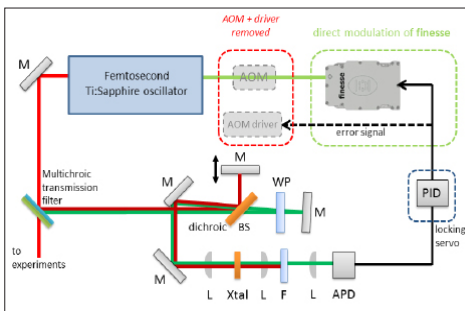 AOM + driver
removed
direct modulation of finesse
M
Femtosecond
Ti:Sapphire oscillator
AOM
finesse
AOM driver
error signal
Multichroic
transmission
filter
M
M
WP
PID
dichroic
BS
M
locking
servo
to
experiments
M
L
Xtal
L
F
L
APD